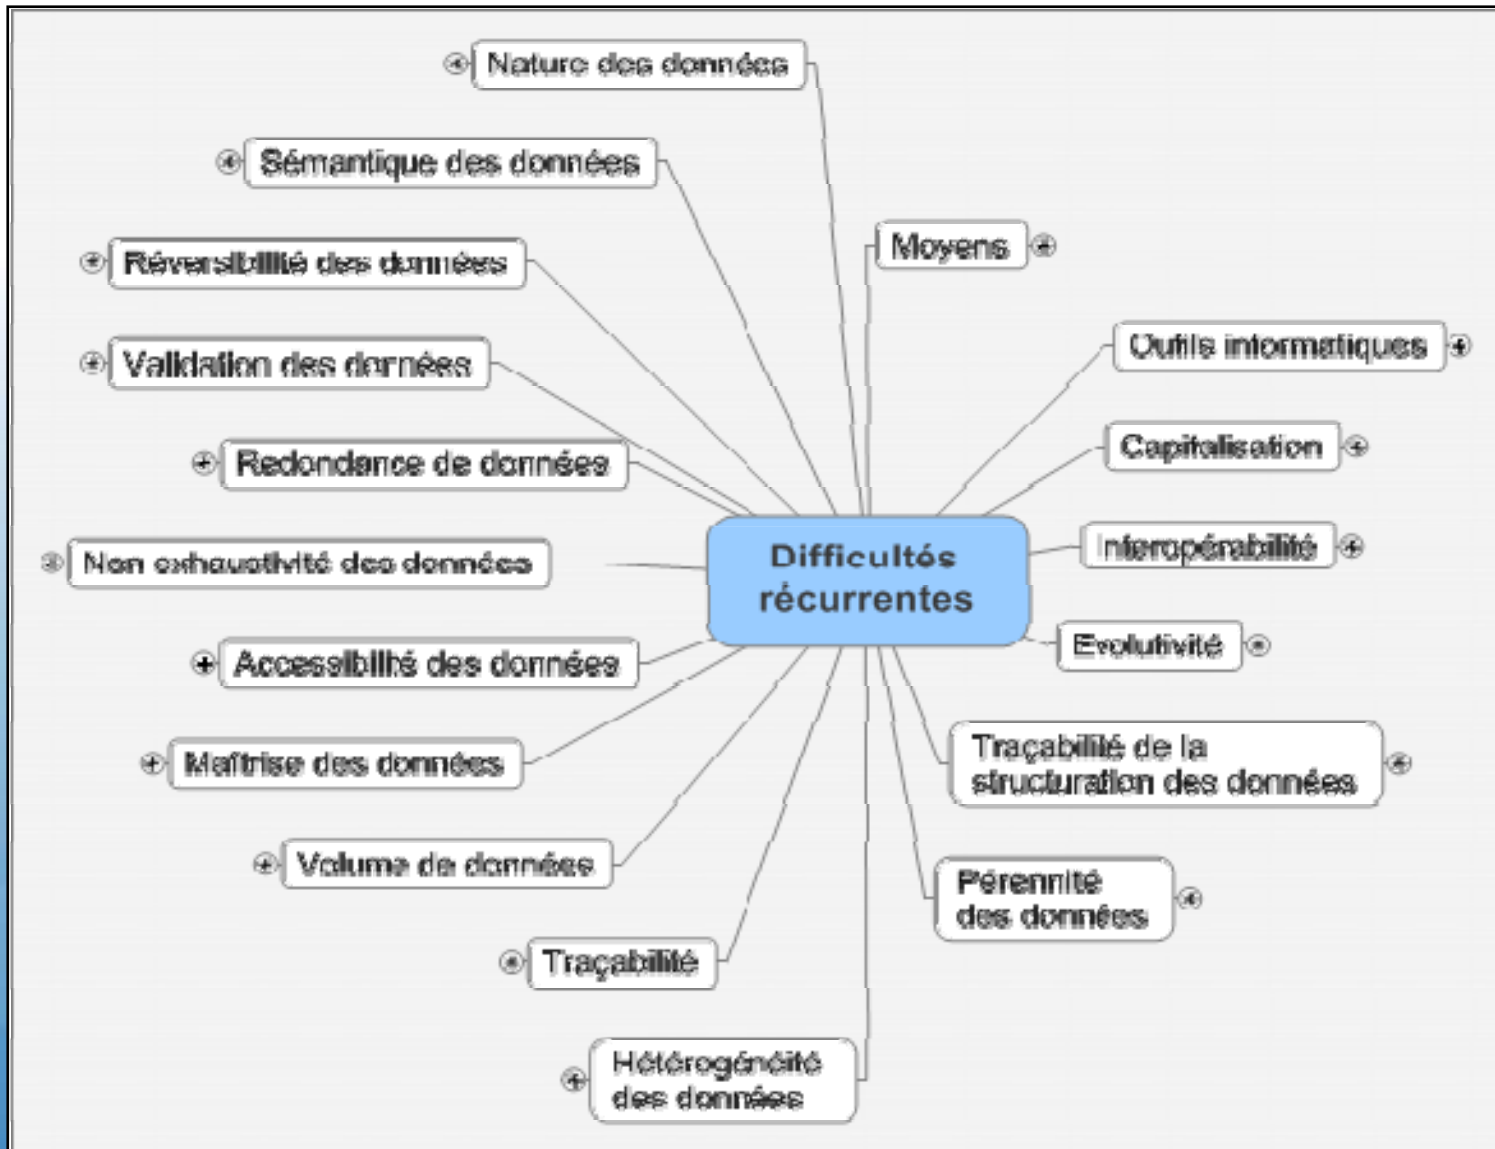 Nature des données
Sémantique des données
Moyens
Réversibilité des données
Outils informatiques
Validation des données
Capitalisation
Redondance de données
Interopérabilité
Non exhaustivité des données
Difficultés
récurrentes
Evolutivité
Accessibilité des données
Traçabilité de la
structuration des données
Maîtrise des données
Volume de données
Pérennité
des données
Traçabilité
Hétérogénéité
des données